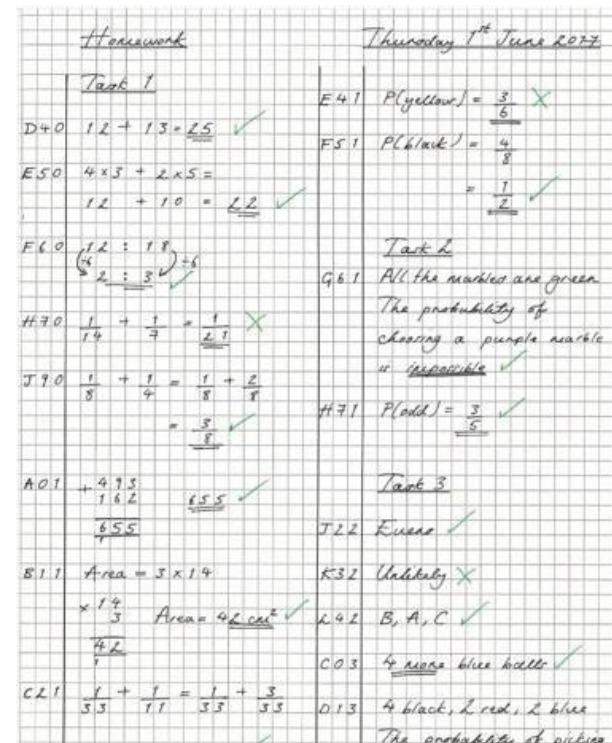 Homework
Task 1
D40 12 + 13 = 25
E50 4 × 3 + 2 × 5 =
12 + 10 = 22
F60 12 : 18
÷6 ÷6
2 : 3
H70 1/14 + 1/7 = 1/21
J90 1/8 + 1/4 = 1/8 + 2/8
= 3/8
A01 + 493
162 655
655
1
B11 Area = 3 × 14
× 14
3 Area = 42 cm²
42
1
C21 1/33 + 1/11 = 1/33 + 3/33
Thursday 1st June 2077
E41 P(yellow) = 3/6
F51 P(black) = 4/8
= 1/2
Task 2
G61 All the marbles are green
The probability of
choosing a purple marble
is impossible
H71 P(odd) = 3/5
Task 3
J22 Evens
K32 Unlikely
L42 B, A, C
C03 4 more blue balls
D13 4 black, 2 red, 2 blue
The probability of picking